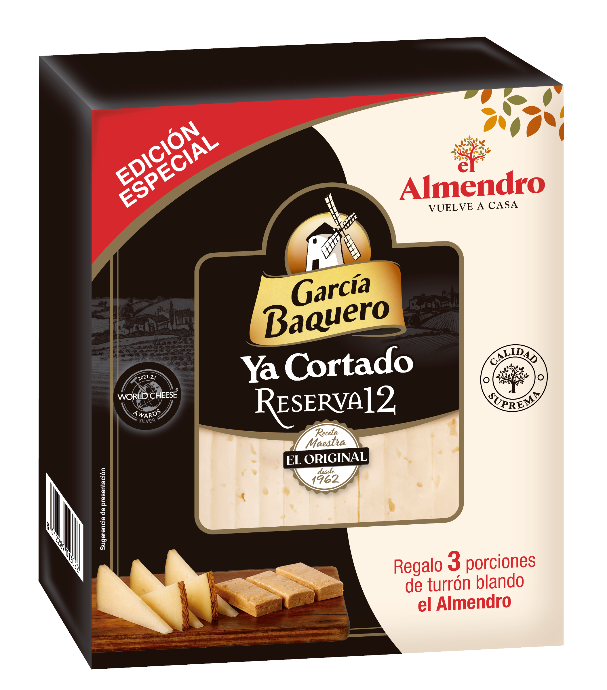 EDICIÓN
ESPECIAL
el
Almendro
VUELVE A CASA
García
Baquero
Ya Cortado
RESERVA12
CALIDAD
SUPREMA
WORLD CHEESE
AWARDS
Receta
Maestra
EL ORIGINAL
desde
1962
Sugerencia de presentación
Regalo 3 porciones
de turrón blando
el Almendro